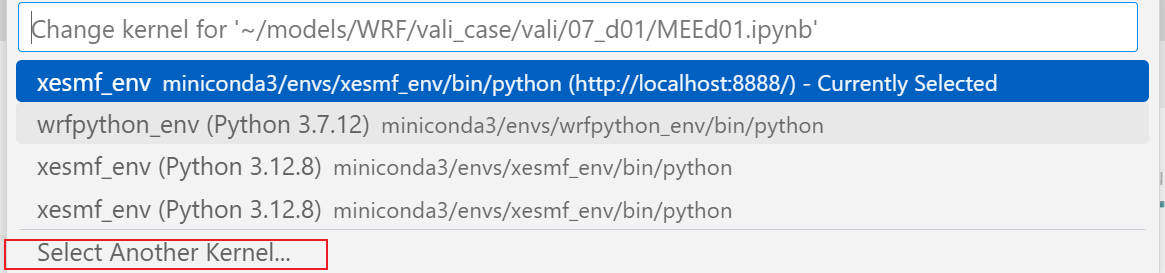 Change kernel for '~/models/WRF/vali_case/vali/07_d01/MEEd01.ipynb'
xesmf_env miniconda3/envs/xesmf_env/bin/python (http://localhost:8888/) - Currently Selected
wrfpython_env (Python 3.7.12) miniconda3/envs/wrfpython_env/bin/python
xesmf_env (Python 3.12.8) miniconda3/envs/xesmf_env/bin/python
xesmf_env (Python 3.12.8) miniconda3/envs/xesmf_env/bin/python
Select Another Kernel...